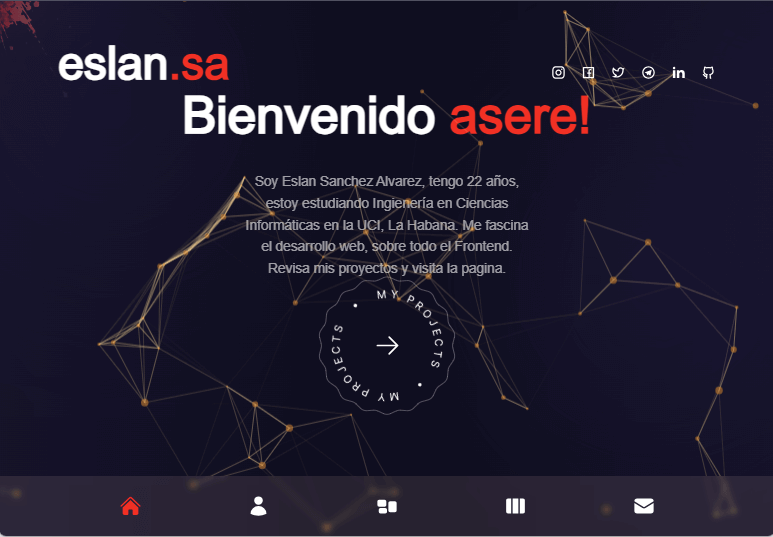 eslan.sa
Bienvenido asere!
Soy Eslan Sanchez Alvarez, tengo 22 años,
estoy estudiando Ingienería en Ciencias
Informáticas en la UCI, La Habana. Me fascina
el desarrollo web, sobre todo el Frontend.
Revisa mis proyectos y visita la pagina.
MY PROJECTS • MY PROJECTS •